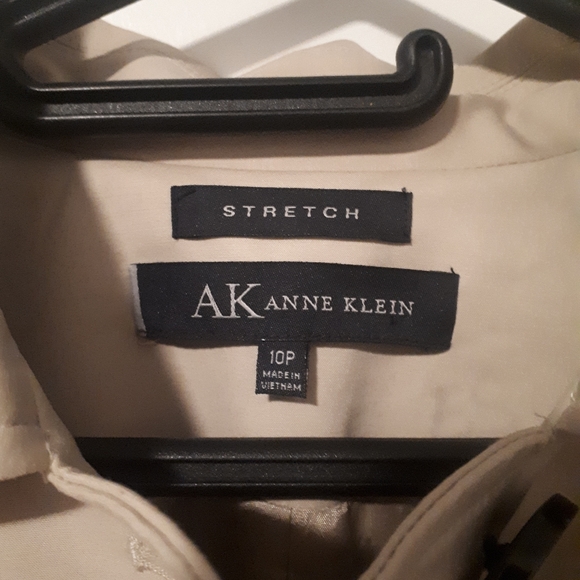 STRETCH
AK ANNE KLEIN
10P
MADE IN
VIETNAM